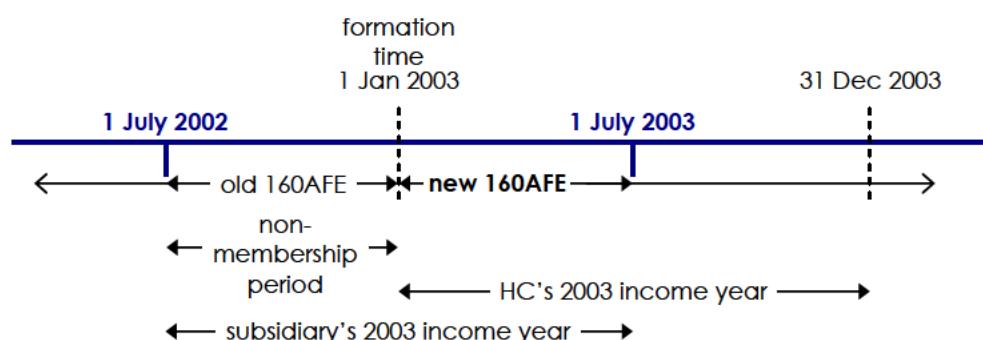 formation
time
1 Jan 2003
31 Dec 2003
1 July 2002
1 July 2003
old 160AFE
new 160AFE
non-
membership
period
HC's 2003 income year
subsidiary's 2003 income year